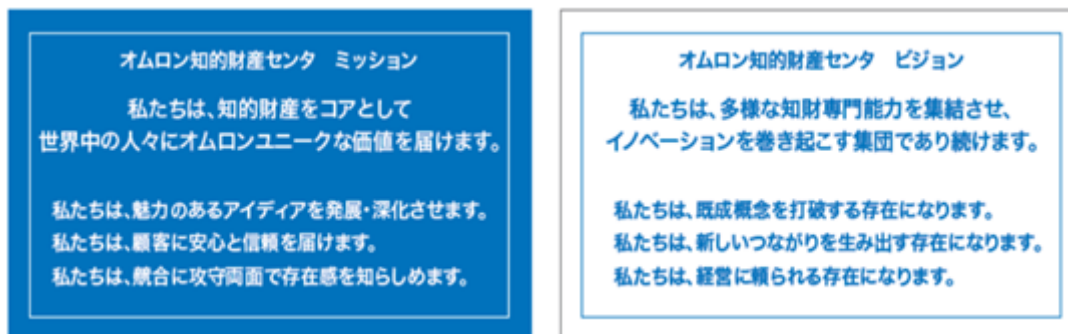 オムロン知的財産センタ　ミッション
私たちは、知的財産をコアとして
世界中の人々にオムロンユニークな価値を届けます。
私たちは、魅力のあるアイディアを発展・深化させます。
私たちは、顧客に安心と信頼を届けます。
私たちは、競合に攻守両面で存在感を知らしめます。
オムロン知的財産センタ　ビジョン
私たちは、多様な知財専門能力を集結させ、
イノベーションを巻き起こす集団であり続けます。
私たちは、既成概念を打破する存在になります。
私たちは、新しいつながりを生み出す存在になります。
私たちは、経営に頼られる存在になります。